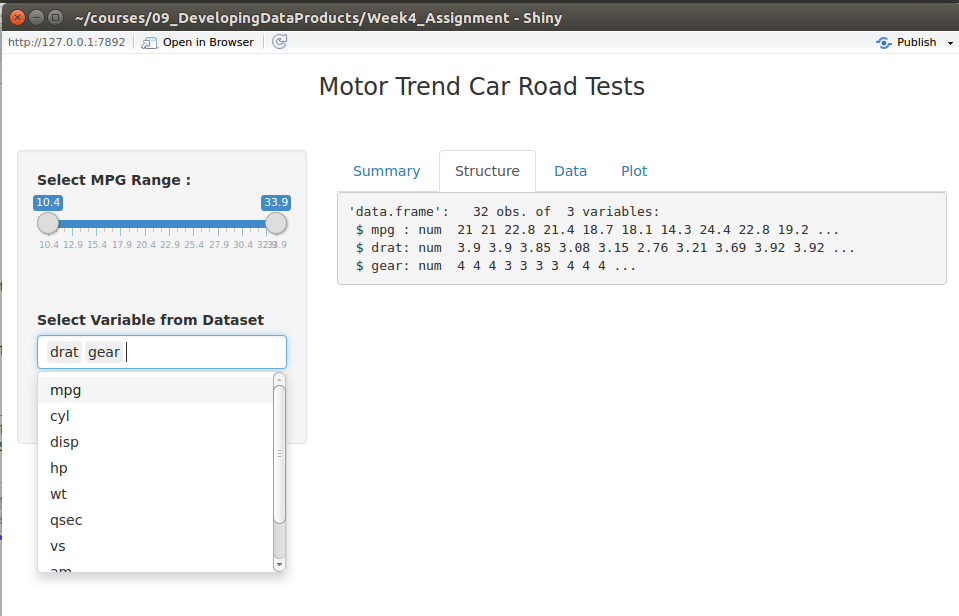 ~/courses/09_DevelopingDataProducts/Week4_Assignment - Shiny
http://127.0.0.1:7892 Open in Browser Publish
Motor Trend Car Road Tests
Select MPG Range :
10.4 33.9
10.4 12.9 15.4 17.9 20.4 22.9 25.4 27.9 30.4 33.9
Select Variable from Dataset
drat gear
mpg
cyl
disp
hp
wt
qsec
vs
am
Summary Structure Data Plot
'data.frame': 32 obs. of 3 variables:
$ mpg : num 21 21 22.8 21.4 18.7 18.1 14.3 24.4 22.8 19.2 ...
$ drat: num 3.9 3.9 3.85 3.08 3.15 2.76 3.21 3.69 3.92 3.92 ...
$ gear: num 4 4 4 3 3 3 3 4 4 4 ...